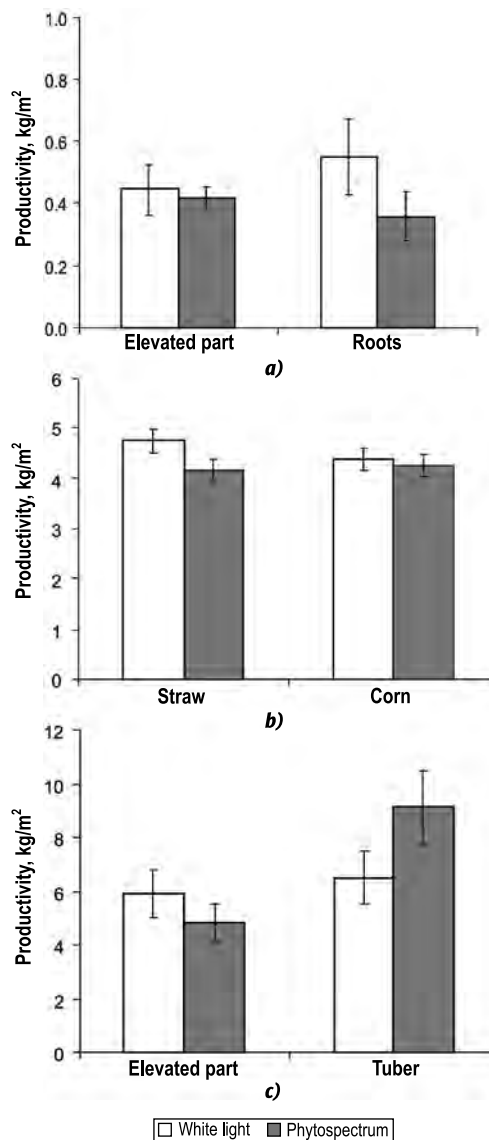 Productivity, kg/m²
1.0
0.8
0.6
0.4
0.2
0.0
Elevated part Roots
a)
Productivity, kg/m²
6
5
4
3
2
1
0
Straw Corn
b)
Productivity, kg/m²
12
10
8
6
4
2
0
Elevated part Tuber
c)
White light Phytospectrum